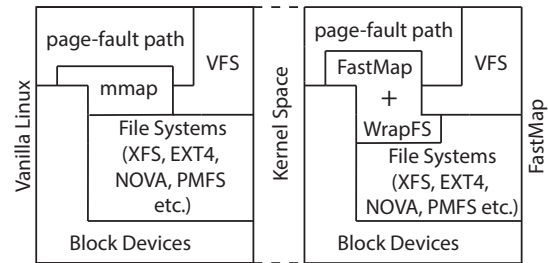 Vanilla Linux
page-fault path
VFS
mmap
File Systems
(XFS, EXT4,
NOVA, PMFS
etc.)
Block Devices
Kernel Space
page-fault path
VFS
FastMap
+
WrapFS
File Systems
(XFS, EXT4,
NOVA, PMFS etc.)
Block Devices
FastMap